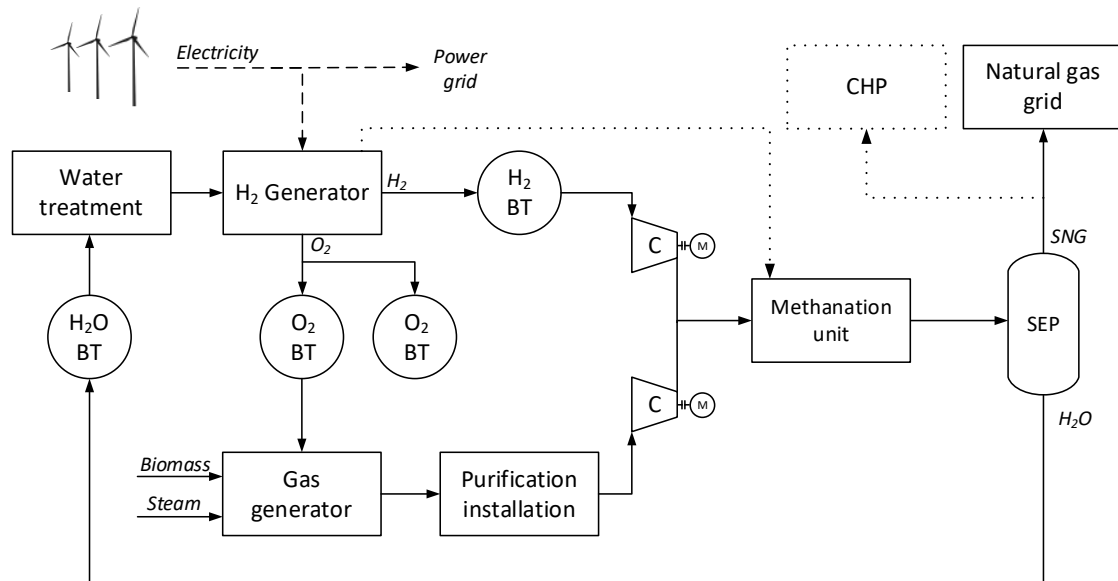 Electricity
Power
grid
CHP
Natural gas
grid
Water
treatment
H₂ Generator
H₂
H₂
BT
C
M
O₂
SNG
H₂O
BT
O₂
BT
O₂
BT
Methanation
unit
SEP
C
M
H₂O
Biomass
Steam
Gas
generator
Purification
installation